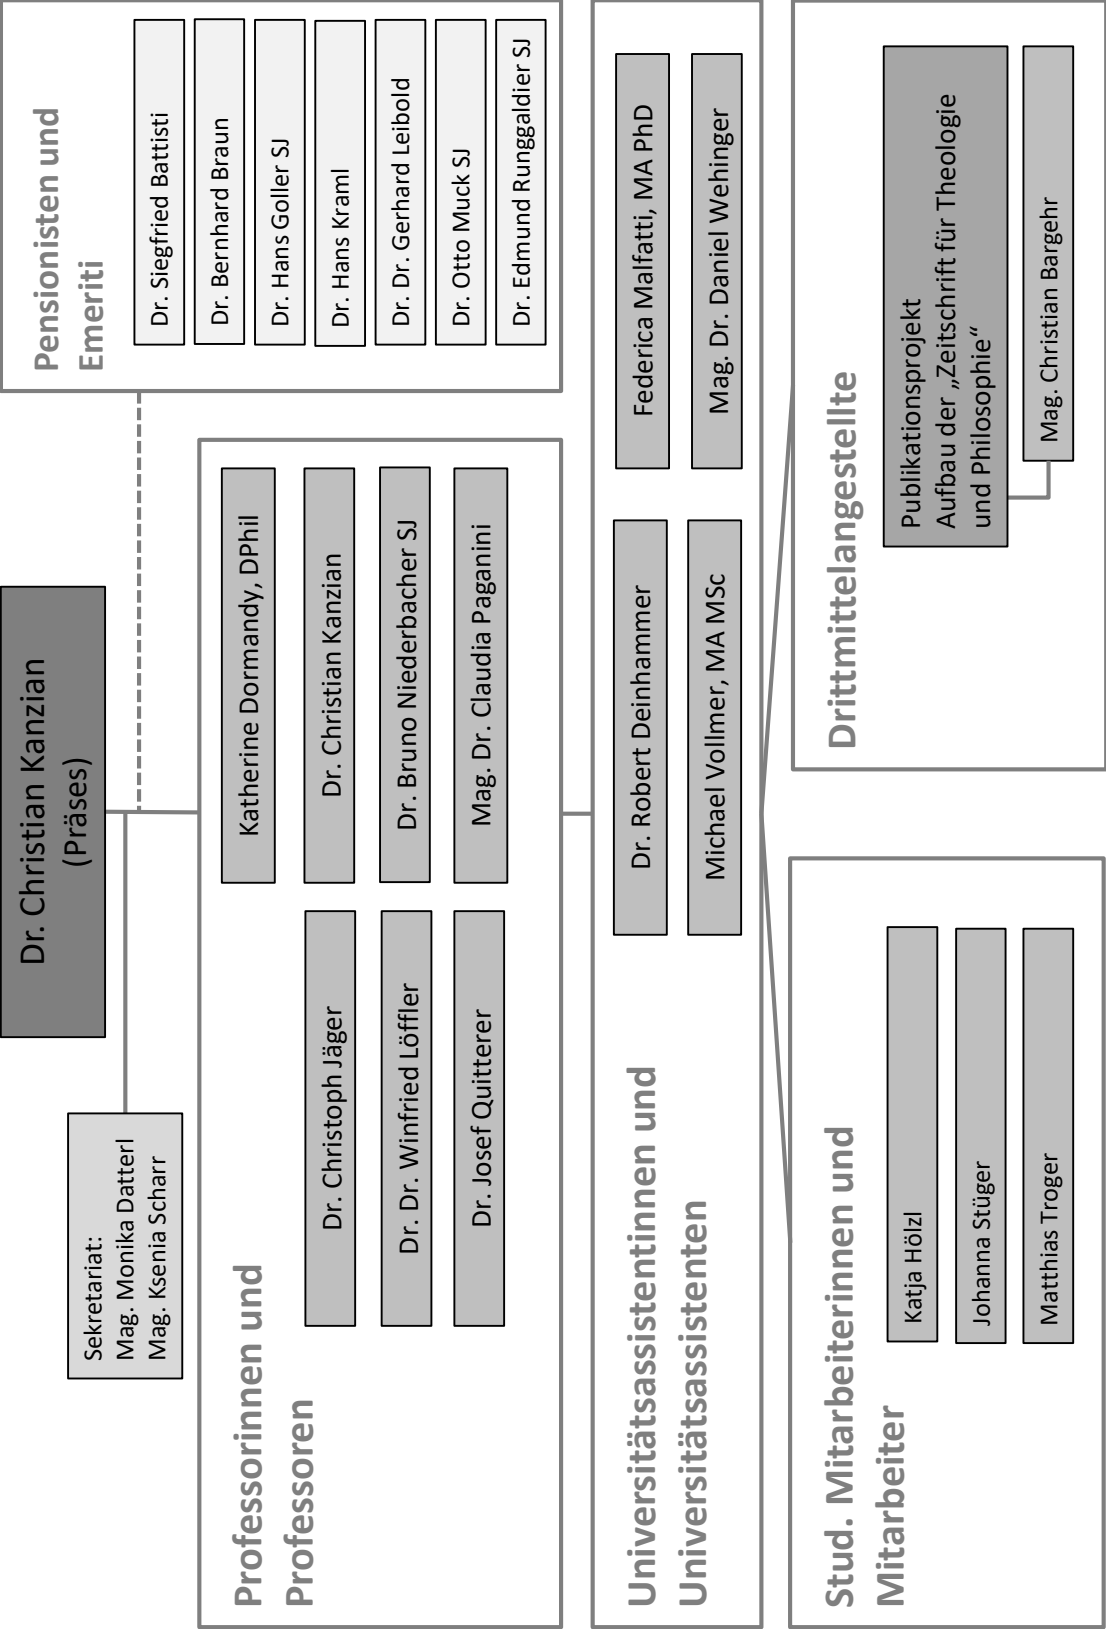 Dr. Christian Kanzian
(Präses)
Sekretariat:
Mag. Monika Datterl
Mag. Ksenia Scharr
Pensionisten und
Emeriti
Dr. Siegfried Battisti
Dr. Bernhard Braun
Dr. Hans Goller SJ
Dr. Hans Kraml
Dr. Dr. Gerhard Leibold
Dr. Otto Muck SJ
Dr. Edmund Runggaldier SJ
Professorinnen und
Professoren
Katherine Dormandy, DPhil
Dr. Christoph Jäger
Dr. Christian Kanzian
Dr. Dr. Winfried Löffler
Dr. Bruno Niederbacher SJ
Dr. Josef Quitterer
Mag. Dr. Claudia Paganini
Universitätsassistentinnen und
Universitätsassistenten
Dr. Robert Deinhammer
Federica Malfatti, MA PhD
Michael Vollmer, MA MSc
Mag. Dr. Daniel Wehinger
Stud. Mitarbeiterinnen und
Mitarbeiter
Katja Hölzl
Johanna Stüger
Matthias Troger
Drittmittelangestellte
Publikationsprojekt
Aufbau der „Zeitschrift für Theologie
und Philosophie“
Mag. Christian Bargehr